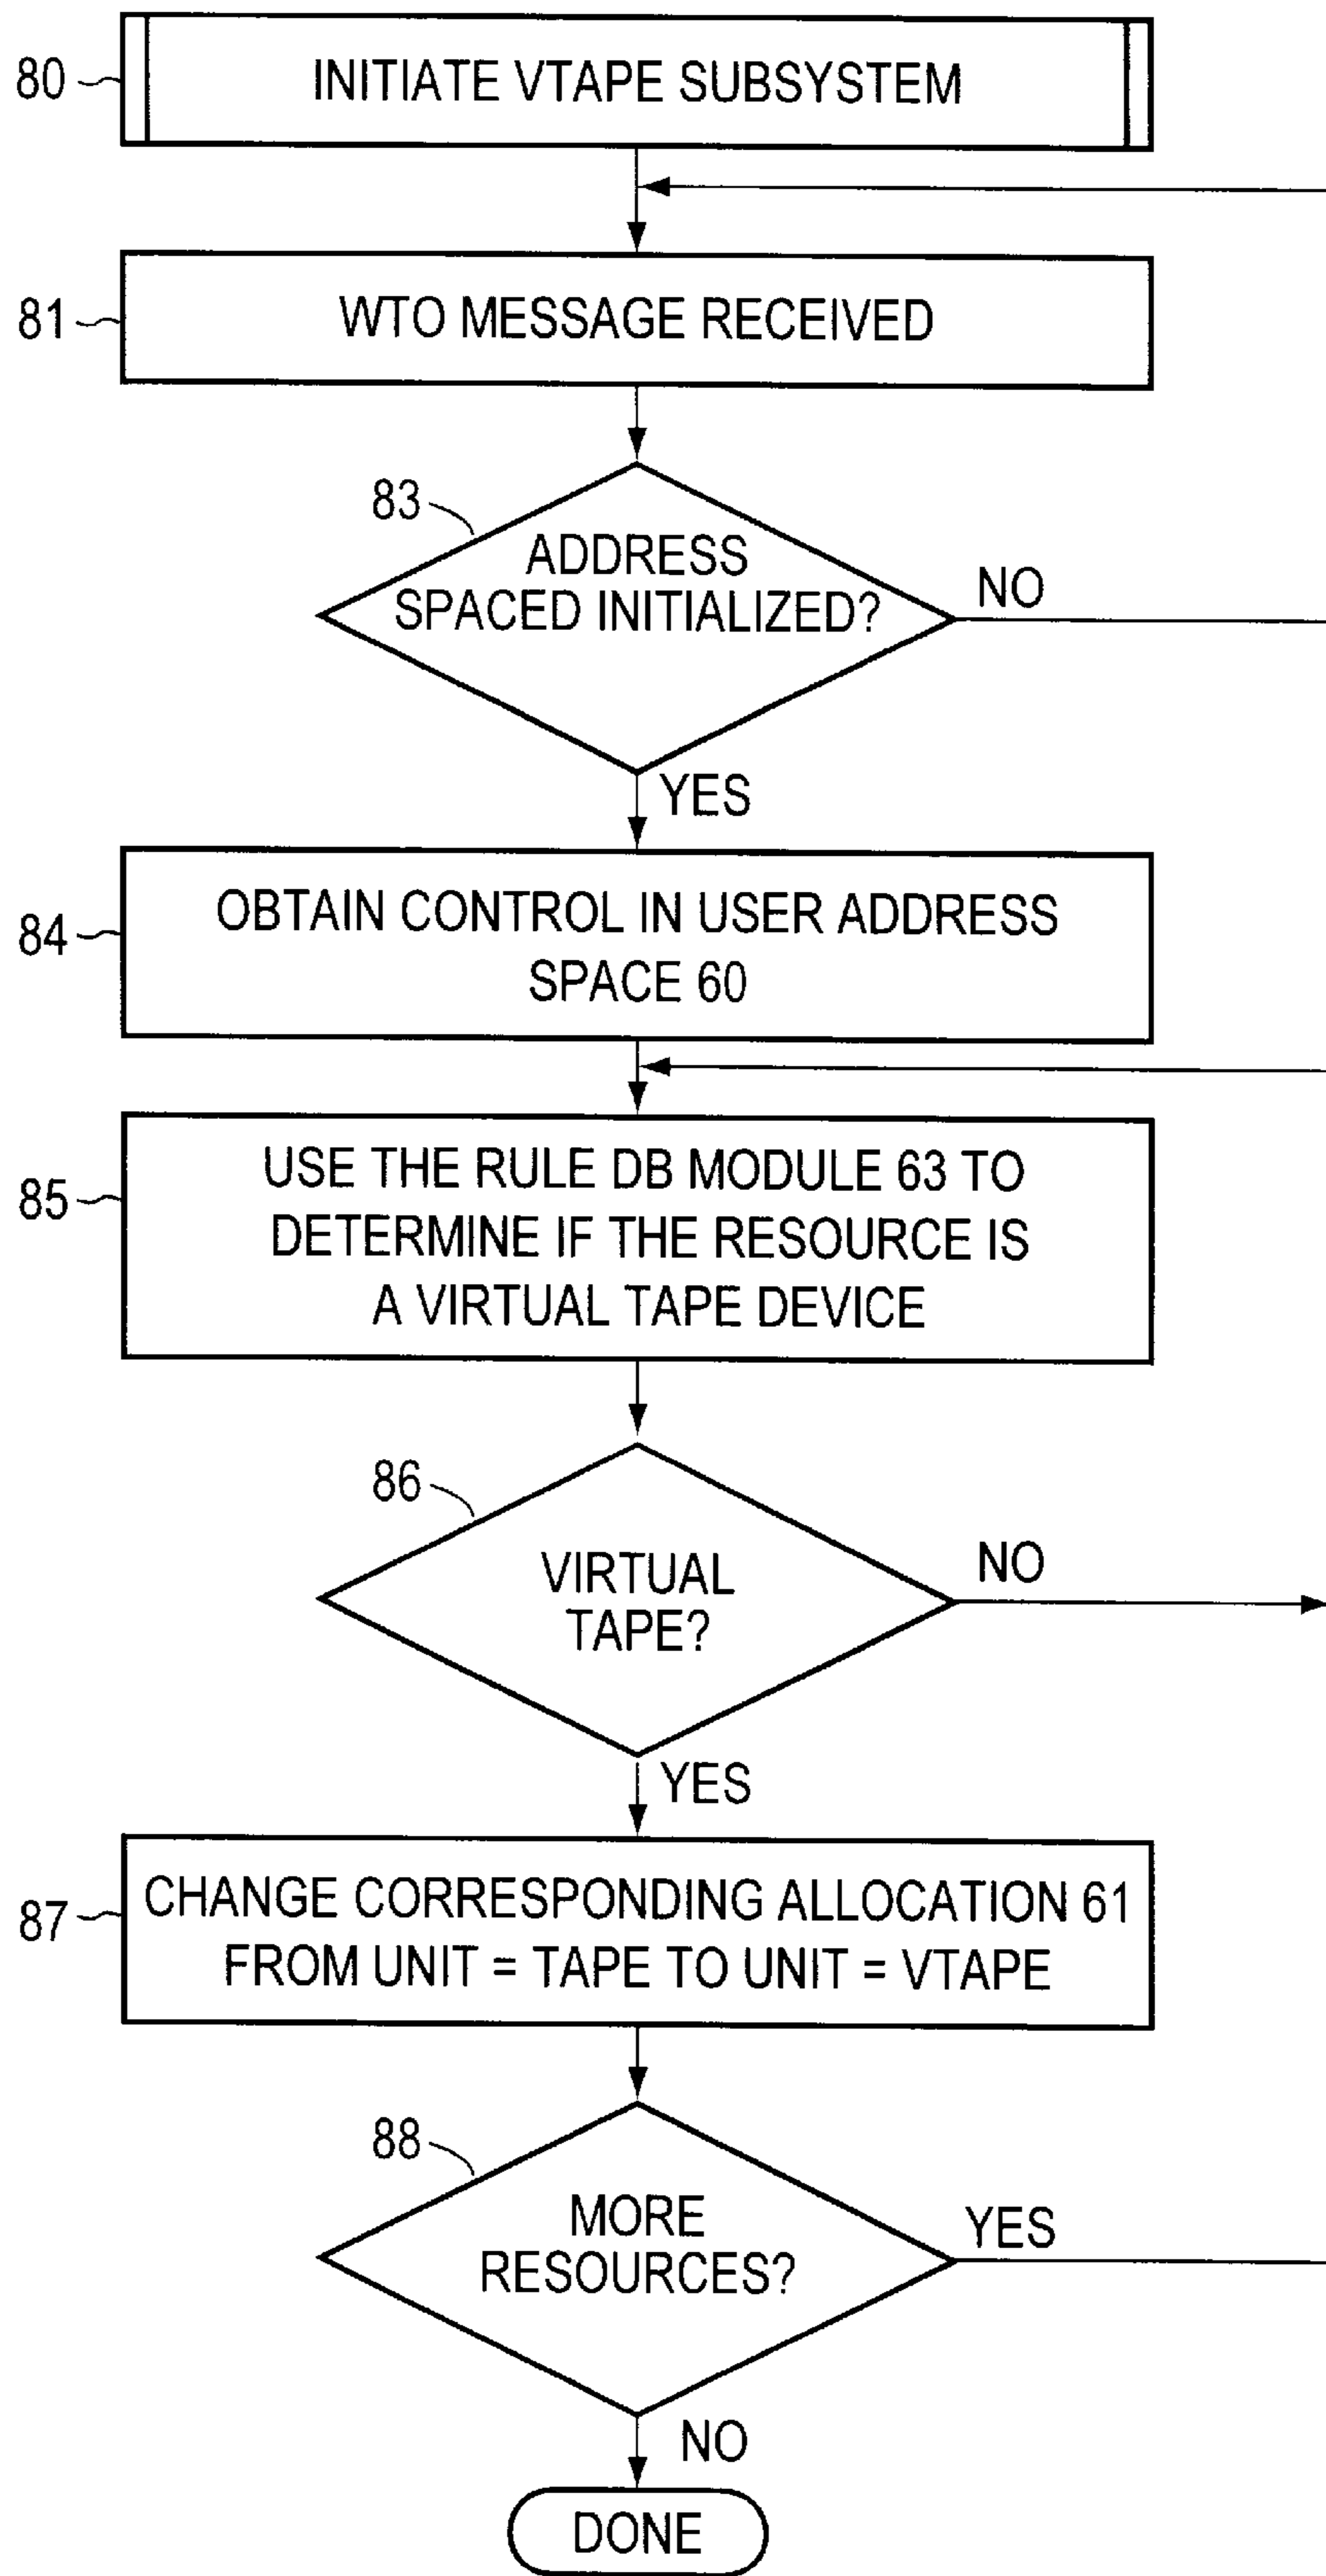 80
INITIATE VTAPE SUBSYSTEM
81
WTO MESSAGE RECEIVED
83
ADDRESS
SPACED INITIALIZED?
NO
YES
84
OBTAIN CONTROL IN USER ADDRESS
SPACE 60
85
USE THE RULE DB MODULE 63 TO
DETERMINE IF THE RESOURCE IS
A VIRTUAL TAPE DEVICE
86
VIRTUAL
TAPE?
NO
YES
87
CHANGE CORRESPONDING ALLOCATION 61
FROM UNIT = TAPE TO UNIT = VTAPE
88
MORE
RESOURCES?
YES
NO
DONE